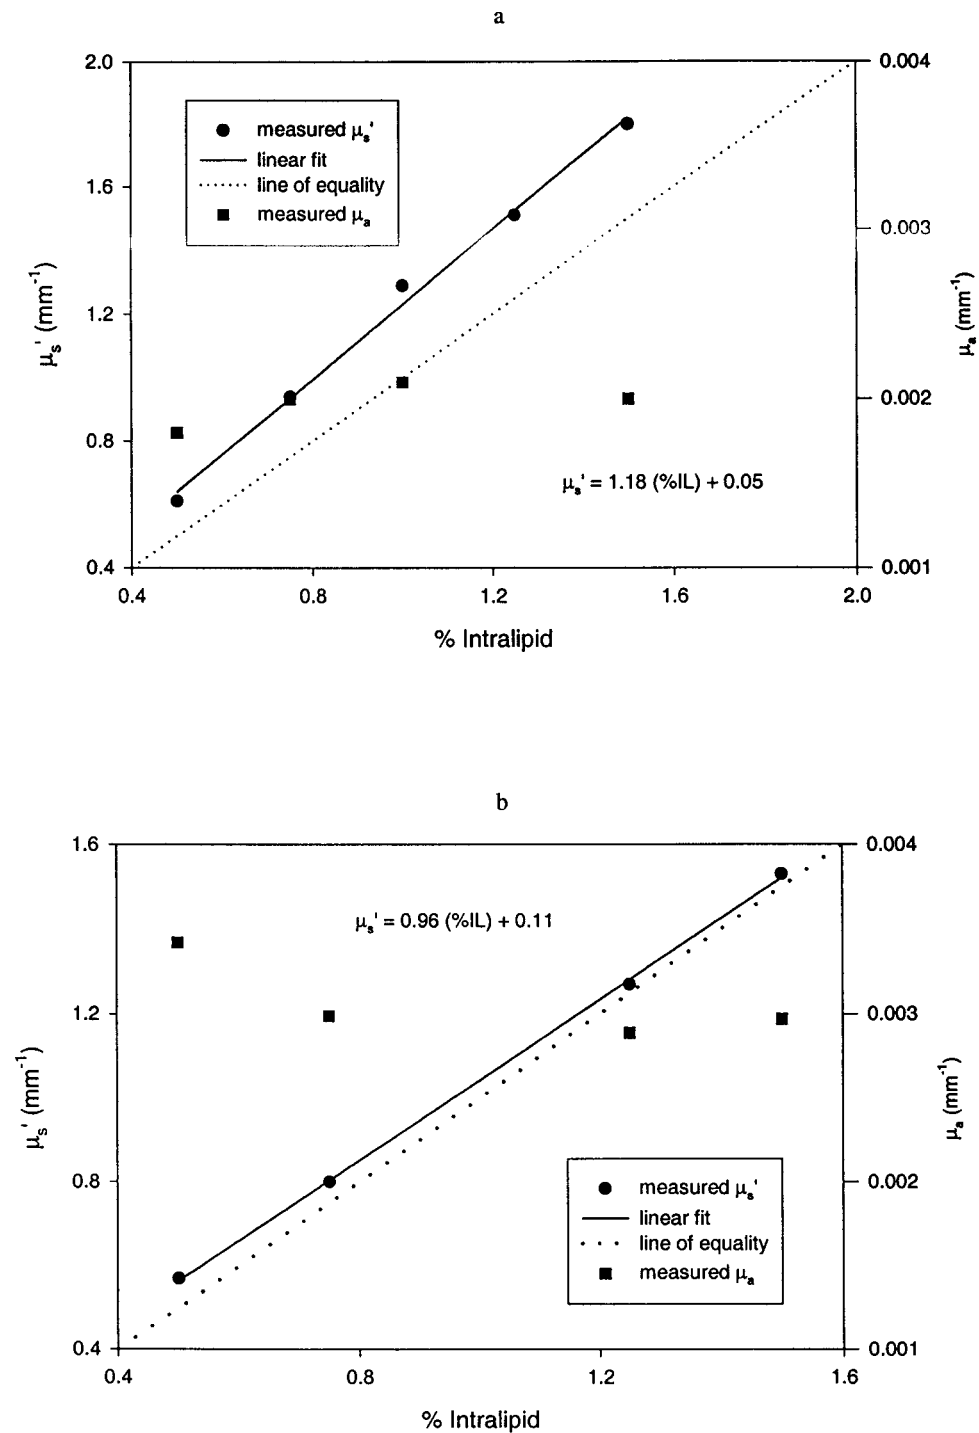 a
2.0
1.6
1.2
0.8
0.4
0.004
0.003
0.002
0.001
measured μs'
linear fit
line of equality
measured μa
μs' (mm⁻¹)
μa (mm⁻¹)
μs' = 1.18 (%IL) + 0.05
0.4 0.8 1.2 1.6 2.0
% Intralipid
b
1.6
1.2
0.8
0.4
0.004
0.003
0.002
0.001
μs' = 0.96 (%IL) + 0.11
μs' (mm⁻¹)
μa (mm⁻¹)
measured μs'
linear fit
line of equality
measured μa
0.4 0.8 1.2 1.6
% Intralipid